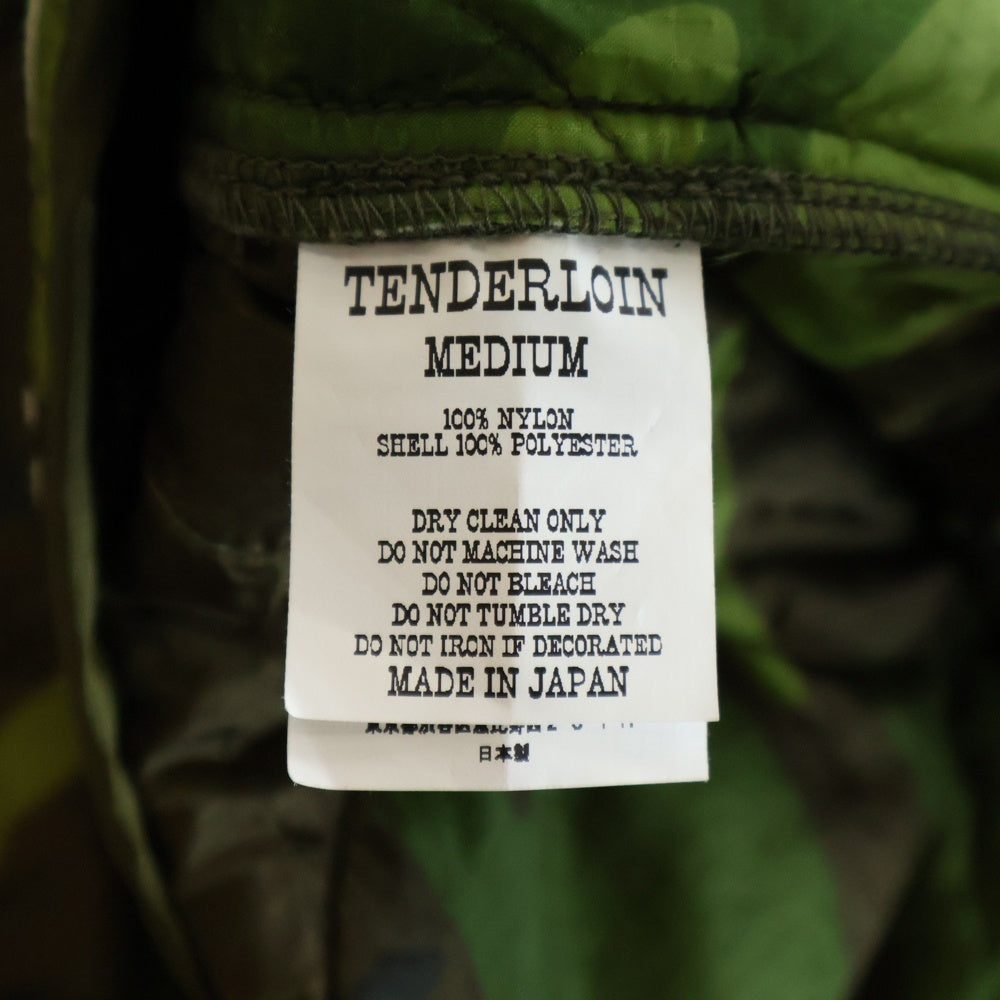 TENDERLOIN
MEDIUM
100% NYLON
SHELL 100% POLYESTER
DRY CLEAN ONLY
DO NOT MACHINE WASH
DO NOT BLEACH
DO NOT TUMBLE DRY
DO NOT IRON IF DECORATED
MADE IN JAPAN
日本製